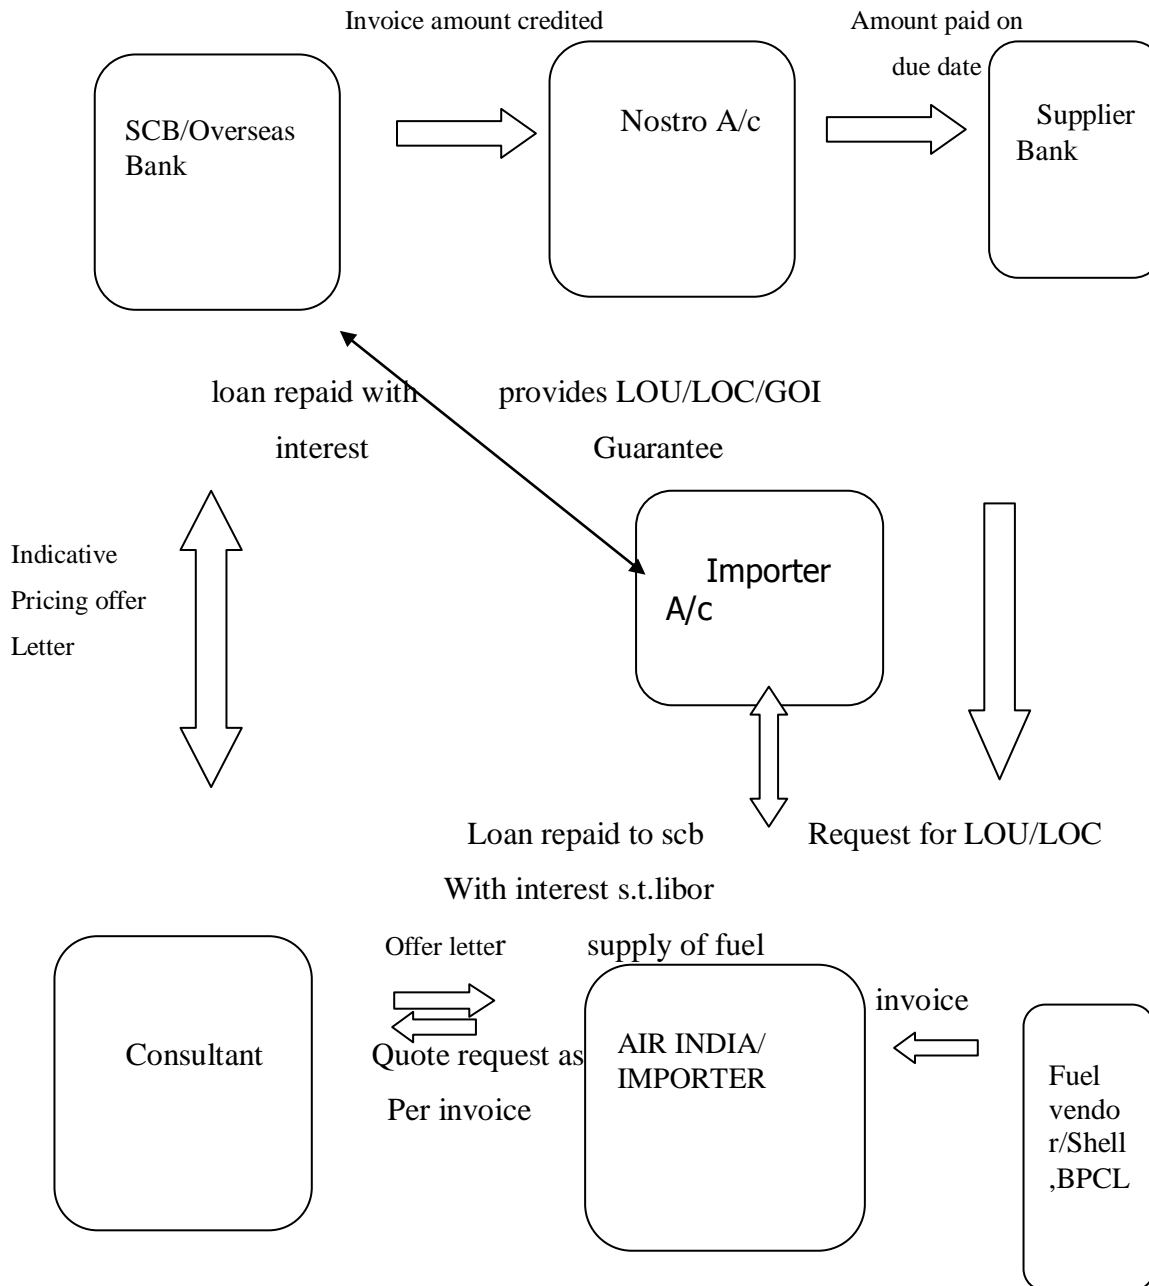 Invoice amount credited
Amount paid on
due date
SCB/Overseas
Bank
Nostro A/c
Supplier
Bank
loan repaid with
interest
provides LOU/LOC/GOI
Guarantee
Indicative
Pricing offer
Letter
Importer
A/c
Loan repaid to scb
With interest s.t.libor
Request for LOU/LOC
Offer letter
supply of fuel
invoice
Consultant
Quote request as
Per invoice
AIR INDIA/
IMPORTER
Fuel
vendo
r/Shell
,BPCL